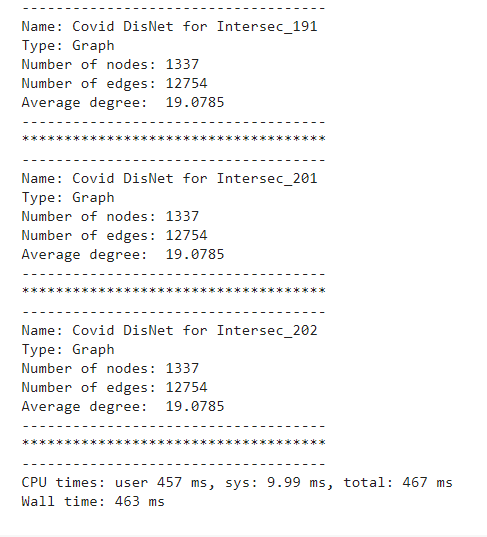 ------------------------------------
Name: Covid DisNet for Intersec_191
Type: Graph
Number of nodes: 1337
Number of edges: 12754
Average degree:  19.0785
------------------------------------
************************************
------------------------------------
Name: Covid DisNet for Intersec_201
Type: Graph
Number of nodes: 1337
Number of edges: 12754
Average degree:  19.0785
------------------------------------
************************************
------------------------------------
Name: Covid DisNet for Intersec_202
Type: Graph
Number of nodes: 1337
Number of edges: 12754
Average degree:  19.0785
------------------------------------
************************************
------------------------------------
CPU times: user 457 ms, sys: 9.99 ms, total: 467 ms
Wall time: 463 ms